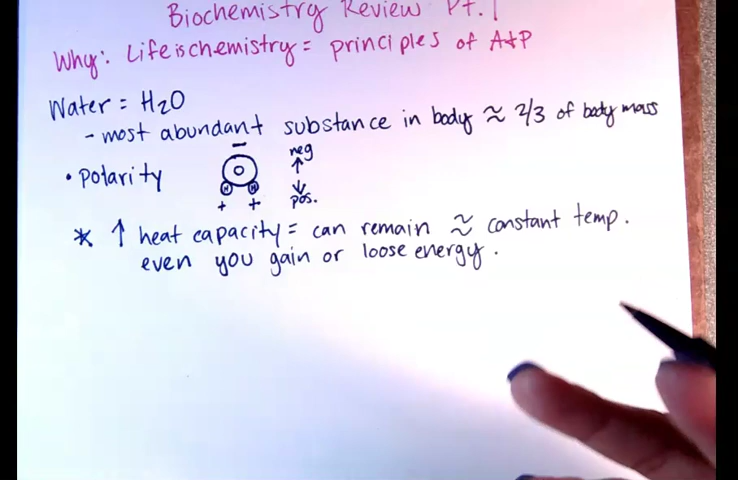 Biochemistry Review Pt. 1
Why: Life is chemistry = principles of A+P
Water = H2O
- most abundant substance in body ≈ 2/3 of body mass
• polarity
−
O
H H
+ +
neg
↑
↓
pos.
* ↑ heat capacity = can remain ≈ constant temp.
even you gain or loose energy.